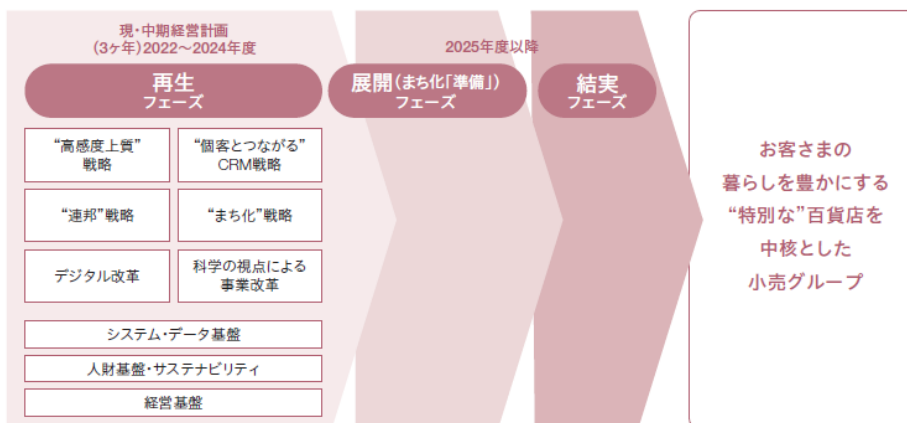 現・中期経営計画
(3ヶ年)2022〜2024年度
2025年度以降
再生
フェーズ
展開(まち化「準備」)
フェーズ
結実
フェーズ
“高感度上質”
戦略
“個客とつながる”
CRM戦略
“連邦”戦略
“まち化”戦略
デジタル改革
科学の視点による
事業改革
システム・データ基盤
人財基盤・サステナビリティ
経営基盤
お客さまの
暮らしを豊かにする
“特別な”百貨店を
中核とした
小売グループ